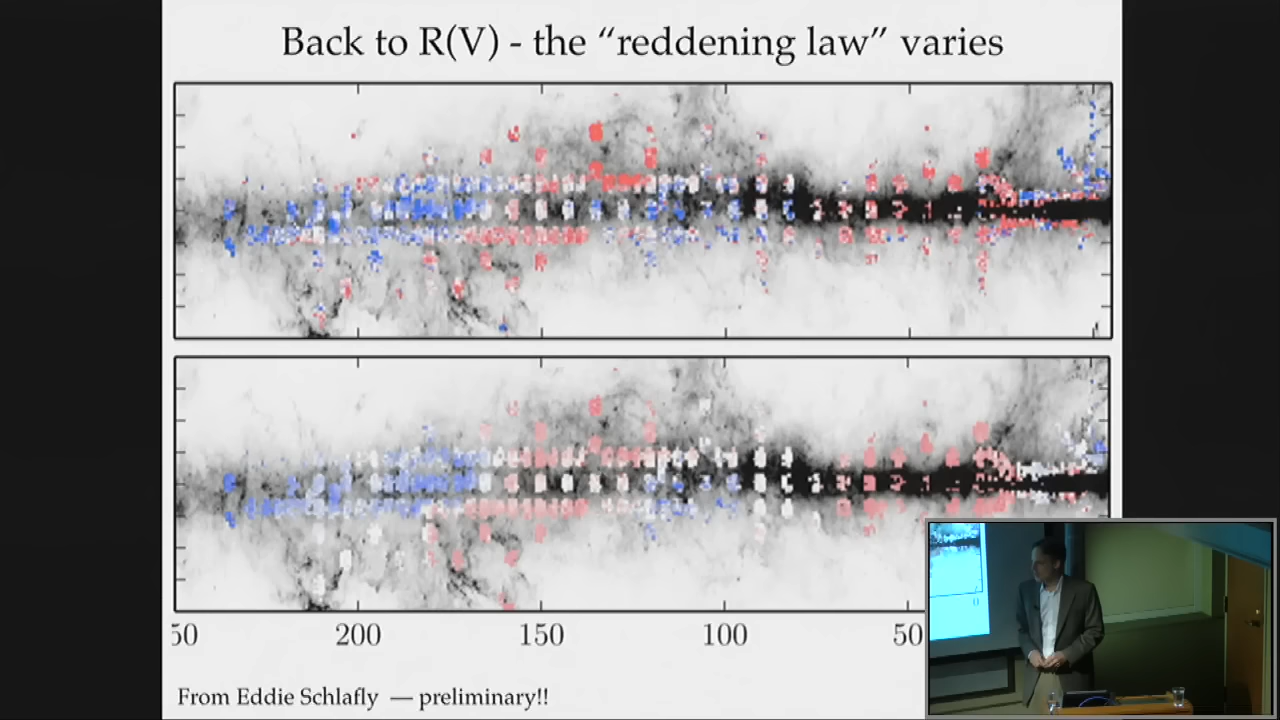 Back to R(V) - the “reddening law” varies
50 200 150 100 50
From Eddie Schlafly — preliminary!!